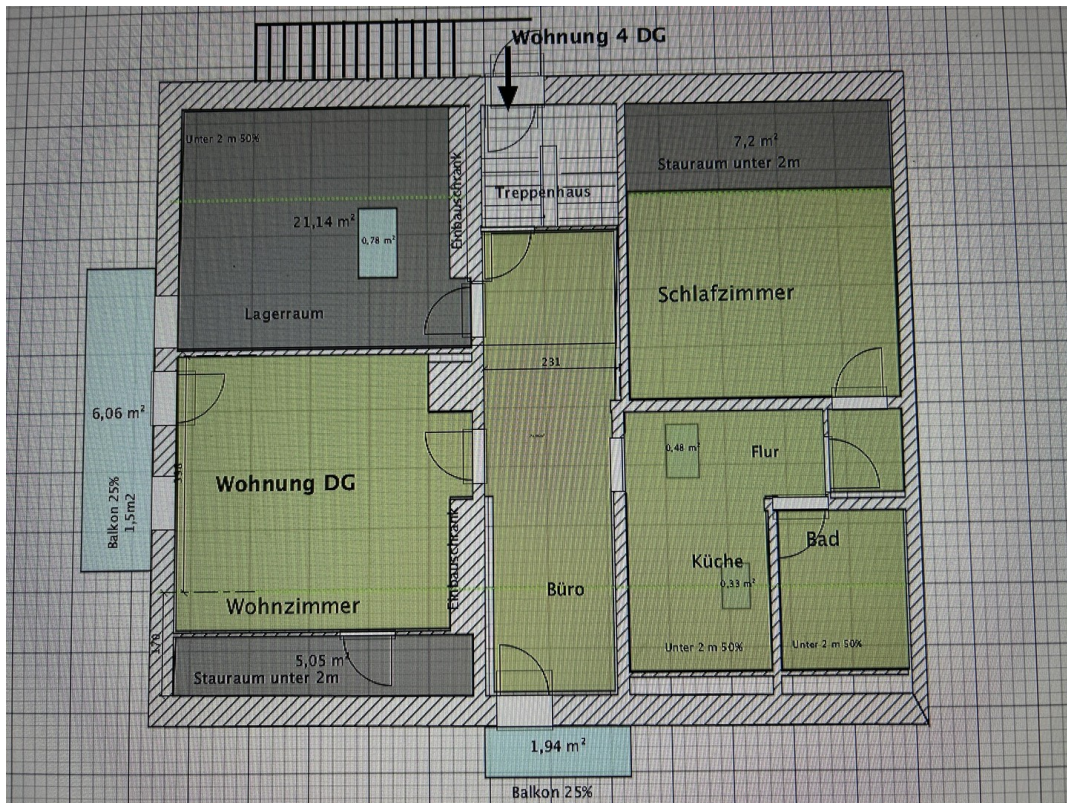 Wohnung 4 DG
Unter 2 m 50%
Einbauschrank
Treppenhaus
7,2 m²
Stauraum unter 2m
21,14 m²
0,78 m²
Lagerraum
Schlafzimmer
231
6,06 m²
Balkon 25%
1,5m2
Wohnung DG
0,48 m²
Flur
Einbauschrank
Küche
0,33 m²
Bad
Büro
Wohnzimmer
Unter 2 m 50%
Unter 2 m 50%
170
5,05 m²
Stauraum unter 2m
1,94 m²
Balkon 25%